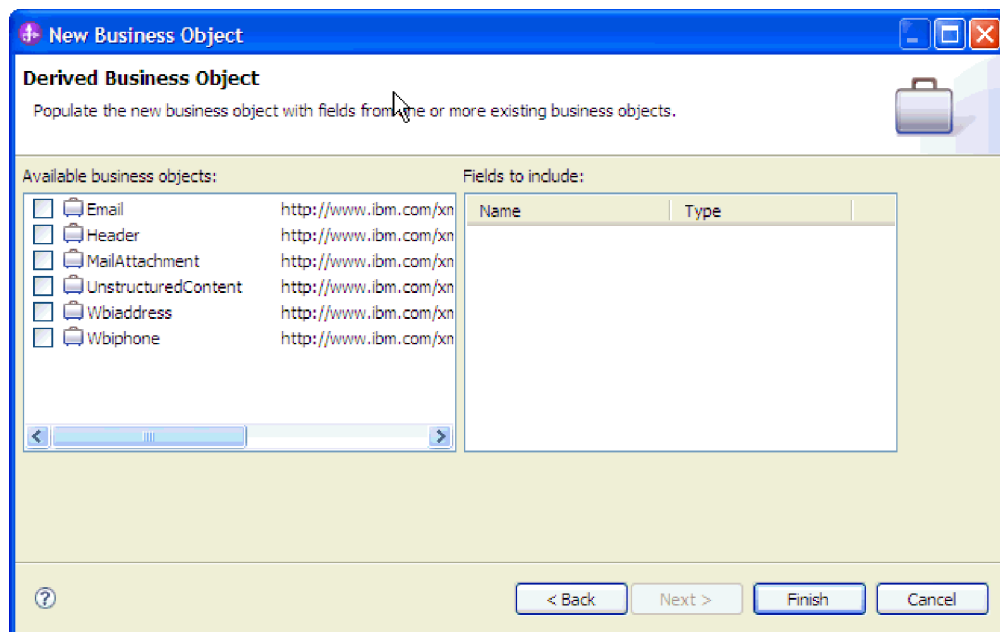 New Business Object
Derived Business Object
Populate the new business object with fields from one or more existing business objects.
Available business objects:
Fields to include:
Email http://www.ibm.com/xn
Header http://www.ibm.com/xn
MailAttachment http://www.ibm.com/xn
UnstructuredContent http://www.ibm.com/xn
Wbiaddress http://www.ibm.com/xn
Wbiphone http://www.ibm.com/xn
Name Type
< Back Next > Finish Cancel